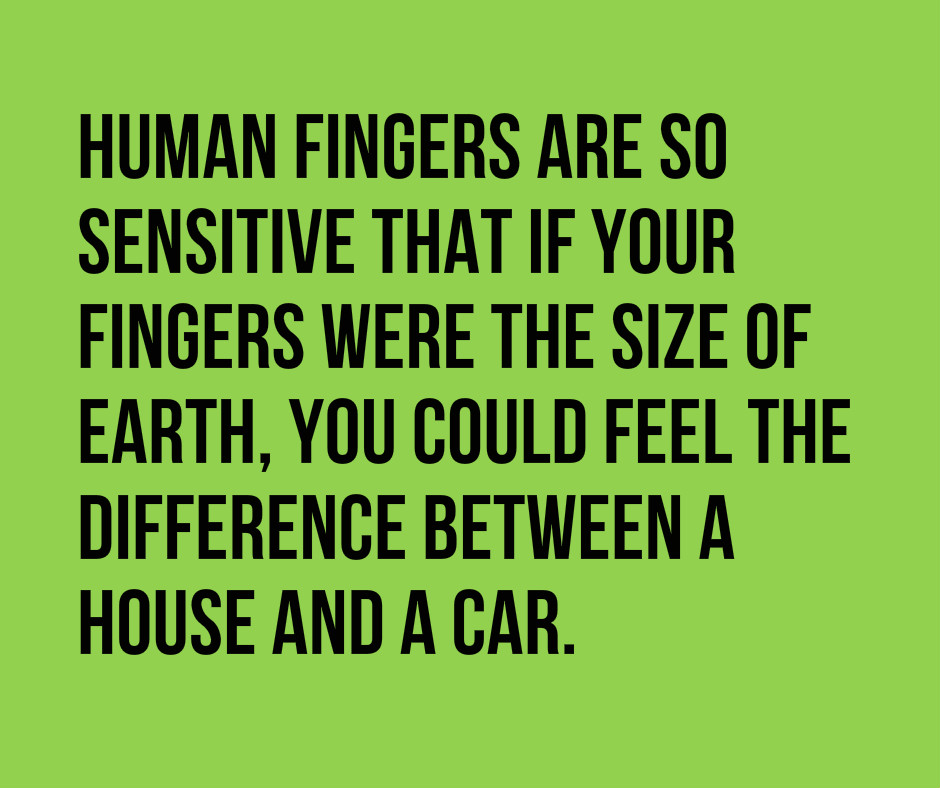 HUMAN FINGERS ARE SO
SENSITIVE THAT IF YOUR
FINGERS WERE THE SIZE OF
EARTH, YOU COULD FEEL THE
DIFFERENCE BETWEEN A
HOUSE AND A CAR.